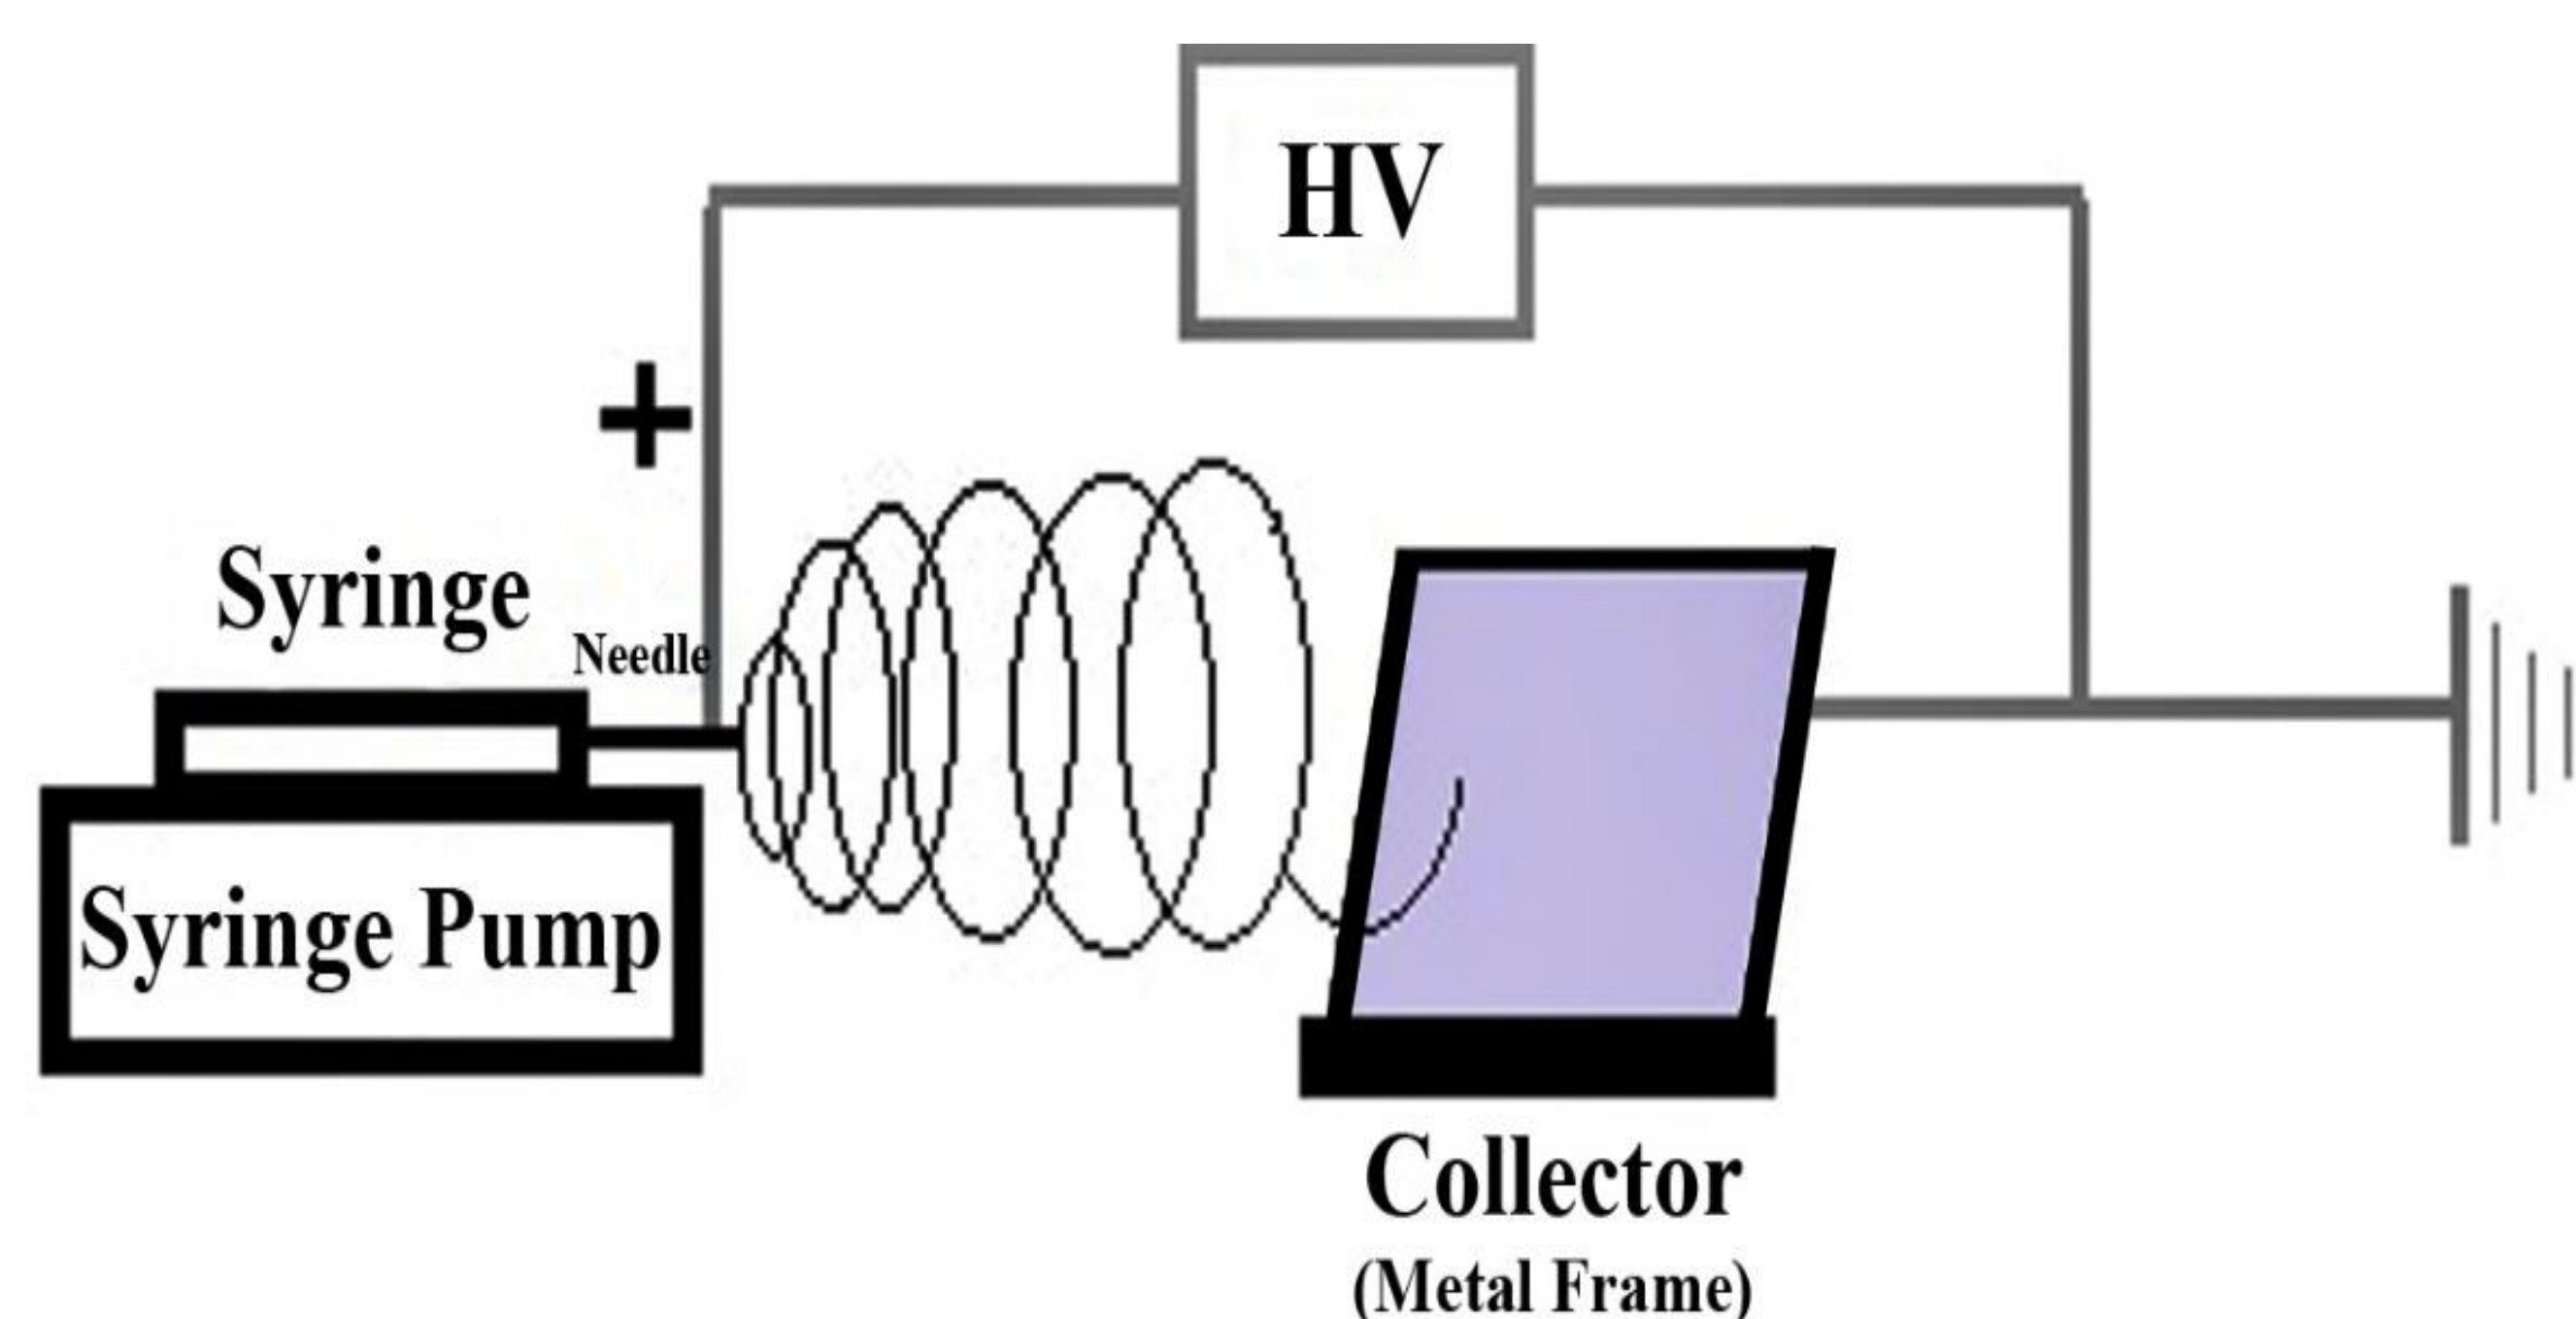 HV
+
Syringe
Needle
Syringe Pump
Collector
(Metal Frame)